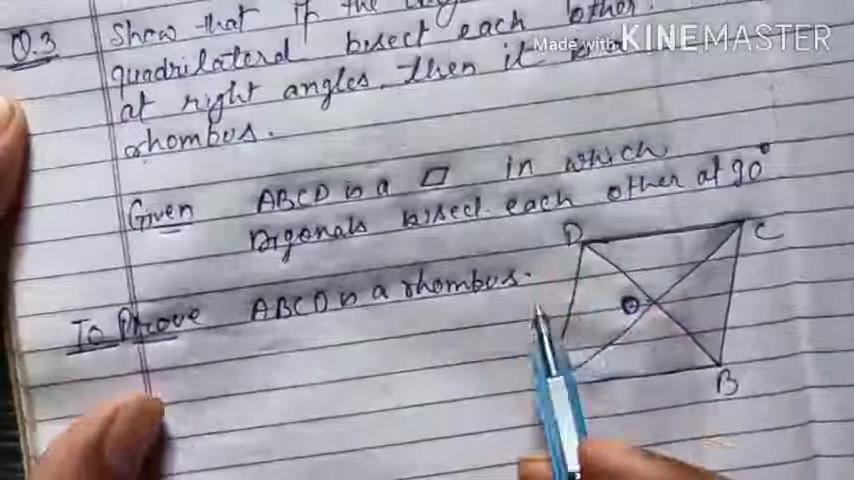 Q.3 Show that if the
quadrilateral bisect each other
at right angles. then it
rhombus.
Given ABCD is a ▱ in which
Digonals bisect each other at 90°
To Prove ABCD is a rhombus.
D C
O
B
Made with KINEMASTER